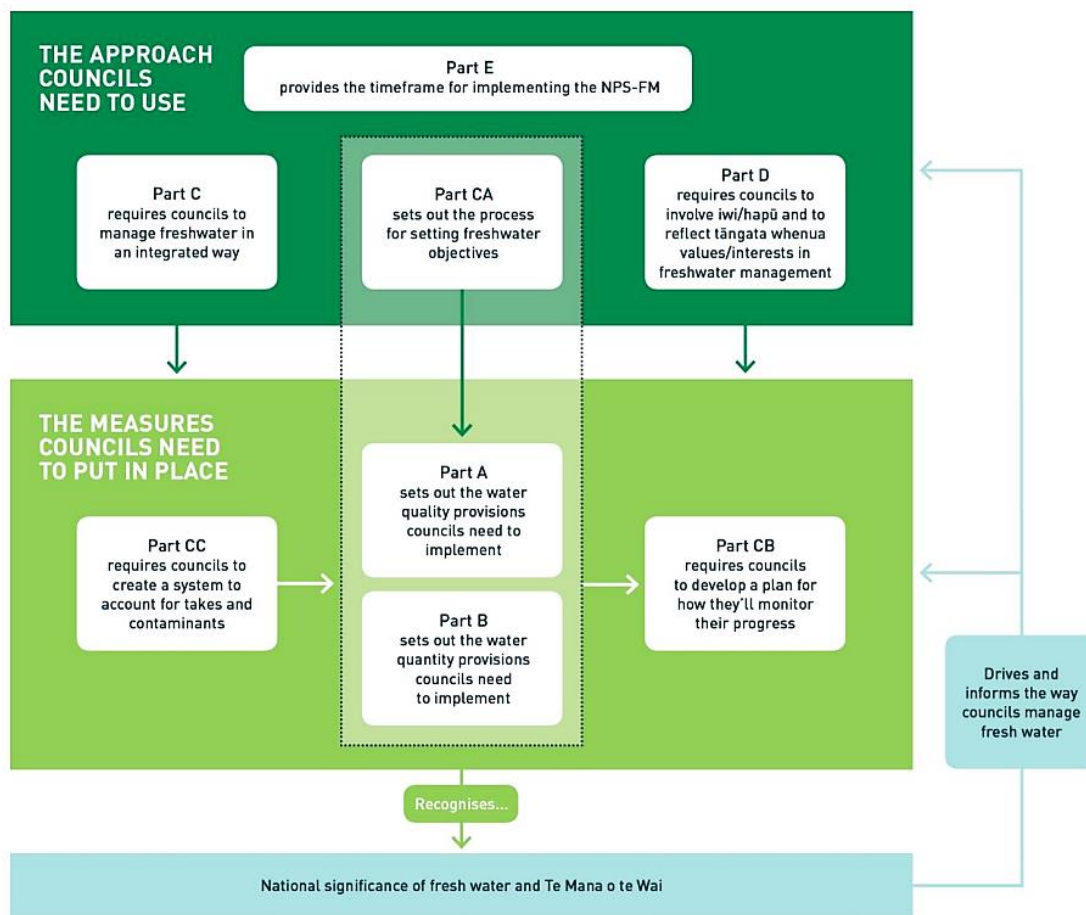 THE APPROACH
COUNCILS
NEED TO USE
Part E
provides the timeframe for implementing the NPS-FM
Part C
requires councils to
manage freshwater in
an integrated way
Part CA
sets out the process
for setting freshwater
objectives
Part D
requires councils to
involve iwi/hapū and to
reflect tāngata whenua
values/interests in
freshwater management
THE MEASURES
COUNCILS NEED
TO PUT IN PLACE
Part CC
requires councils to
create a system to
account for takes and
contaminants
Part A
sets out the water
quality provisions
councils need to
implement
Part B
sets out the water
quantity provisions
councils need
to implement
Part CB
requires councils
to develop a plan for
how they'll monitor
their progress
Drives and
informs the way
councils manage
fresh water
Recognises...
National significance of fresh water and Te Mana o te Wai